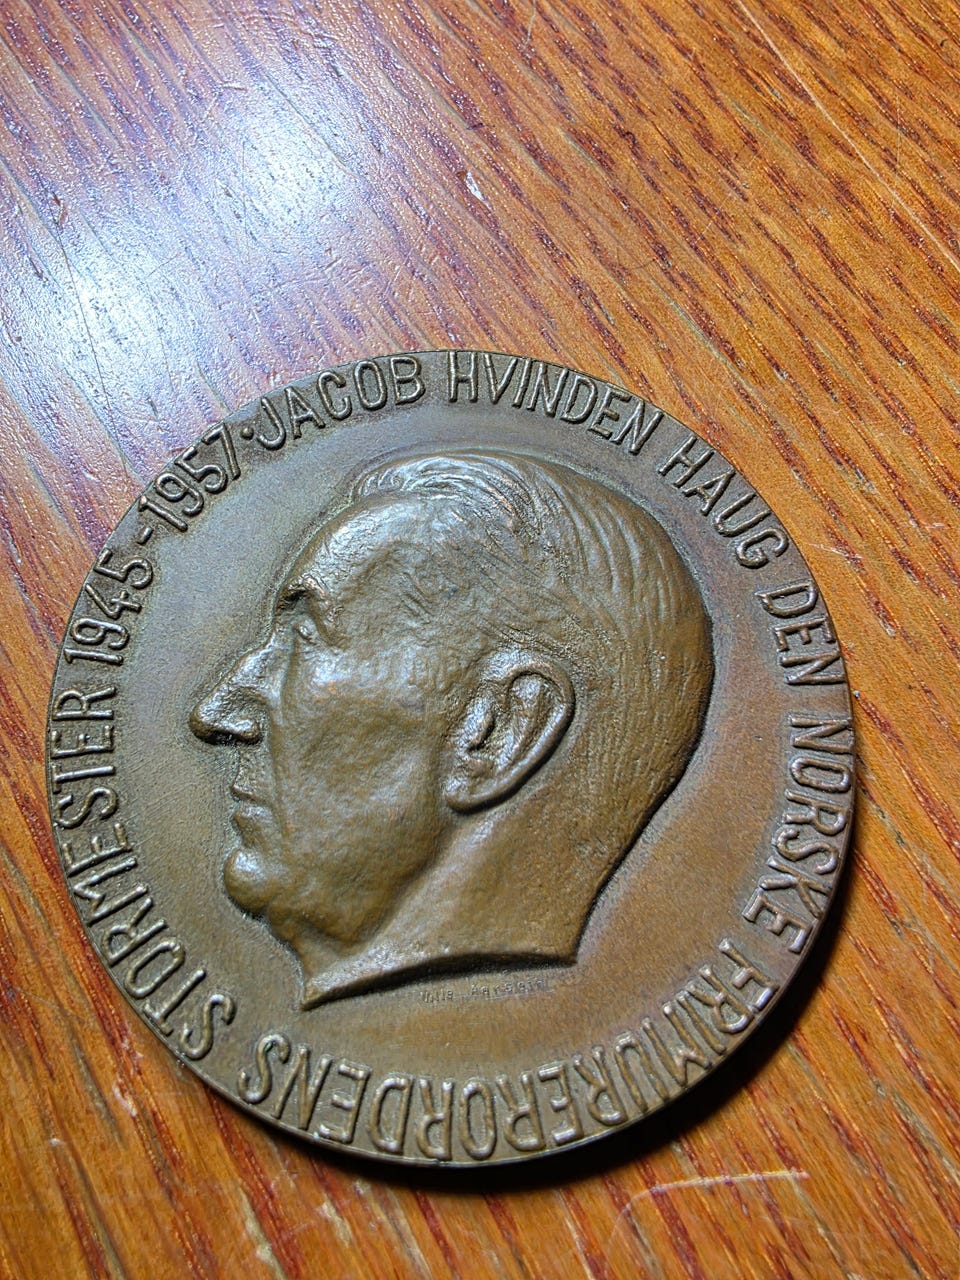 JACOB HVINDEN HAUG DEN NORSKE FRIMURERORDENS STORMESTER 1945-1957·